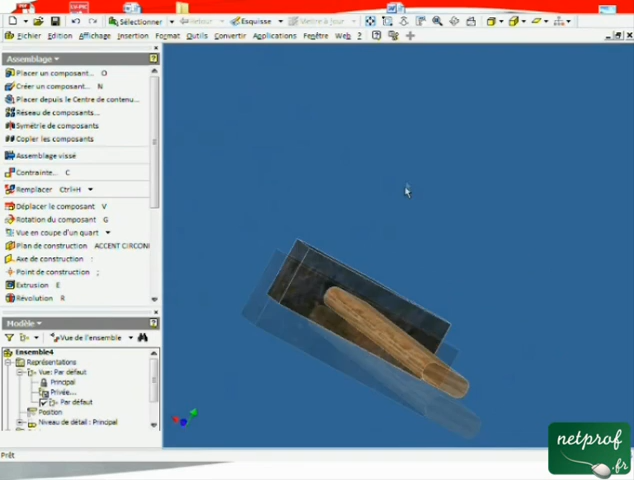 Sélectionner Retour Esquisse Mettre à jour
Fichier Edition Affichage Insertion Format Outils Convertir Applications Fenêtre Web ?
Assemblage
Placer un composant... O
Créer un composant... N
Placer depuis le Centre de contenu...
Réseau de composants...
Symétrie de composants
Copier les composants
Assemblage vissé
Contrainte... C
Remplacer Ctrl+H
Déplacer le composant V
Rotation du composant G
Vue en coupe d'un quart
Plan de construction ACCENT CIRCON
Axe de construction :
Point de construction ;
Extrusion E
Révolution R
Modèle
Vue de l'ensemble
Ensemble4
Représentations
Vue: Par défaut
Principal
Privée...
Par défaut
Position
Niveau de détail : Principal
Prêt
netprof
.fr